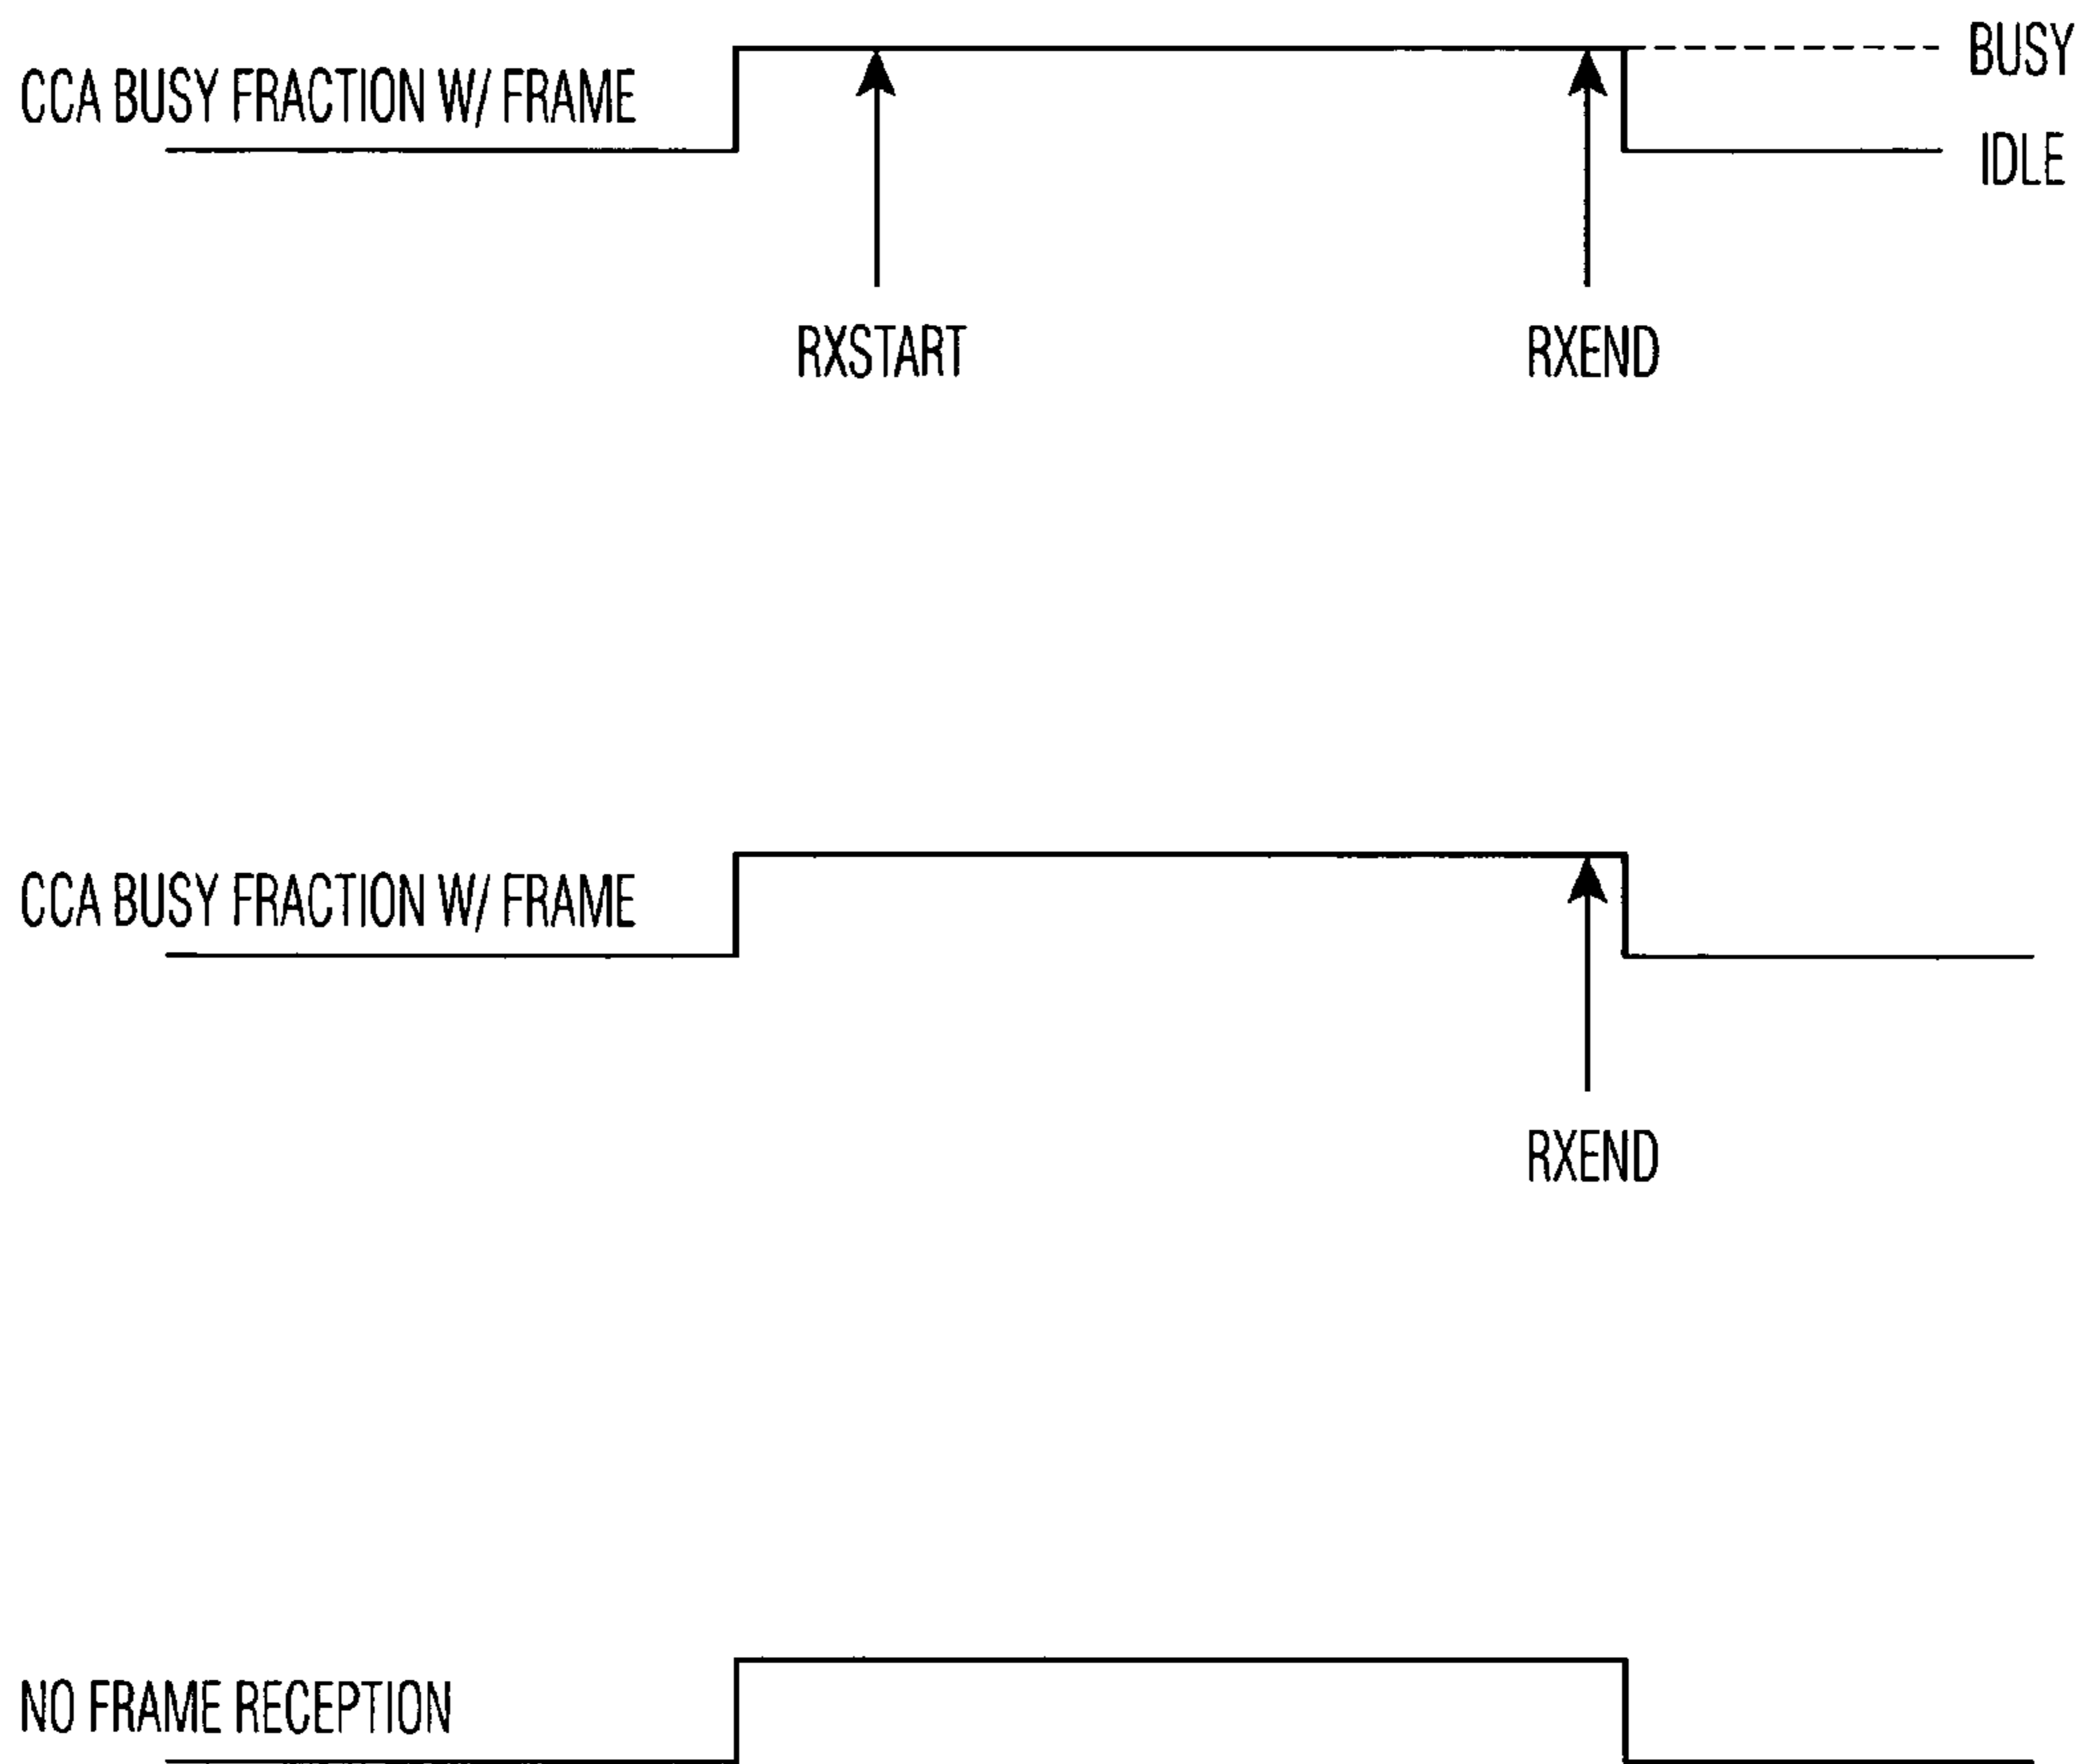 BUSY
CCA BUSY FRACTION W/ FRAME
IDLE
RXSTART
RXEND
CCA BUSY FRACTION W/ FRAME
RXEND
NO FRAME RECEPTION